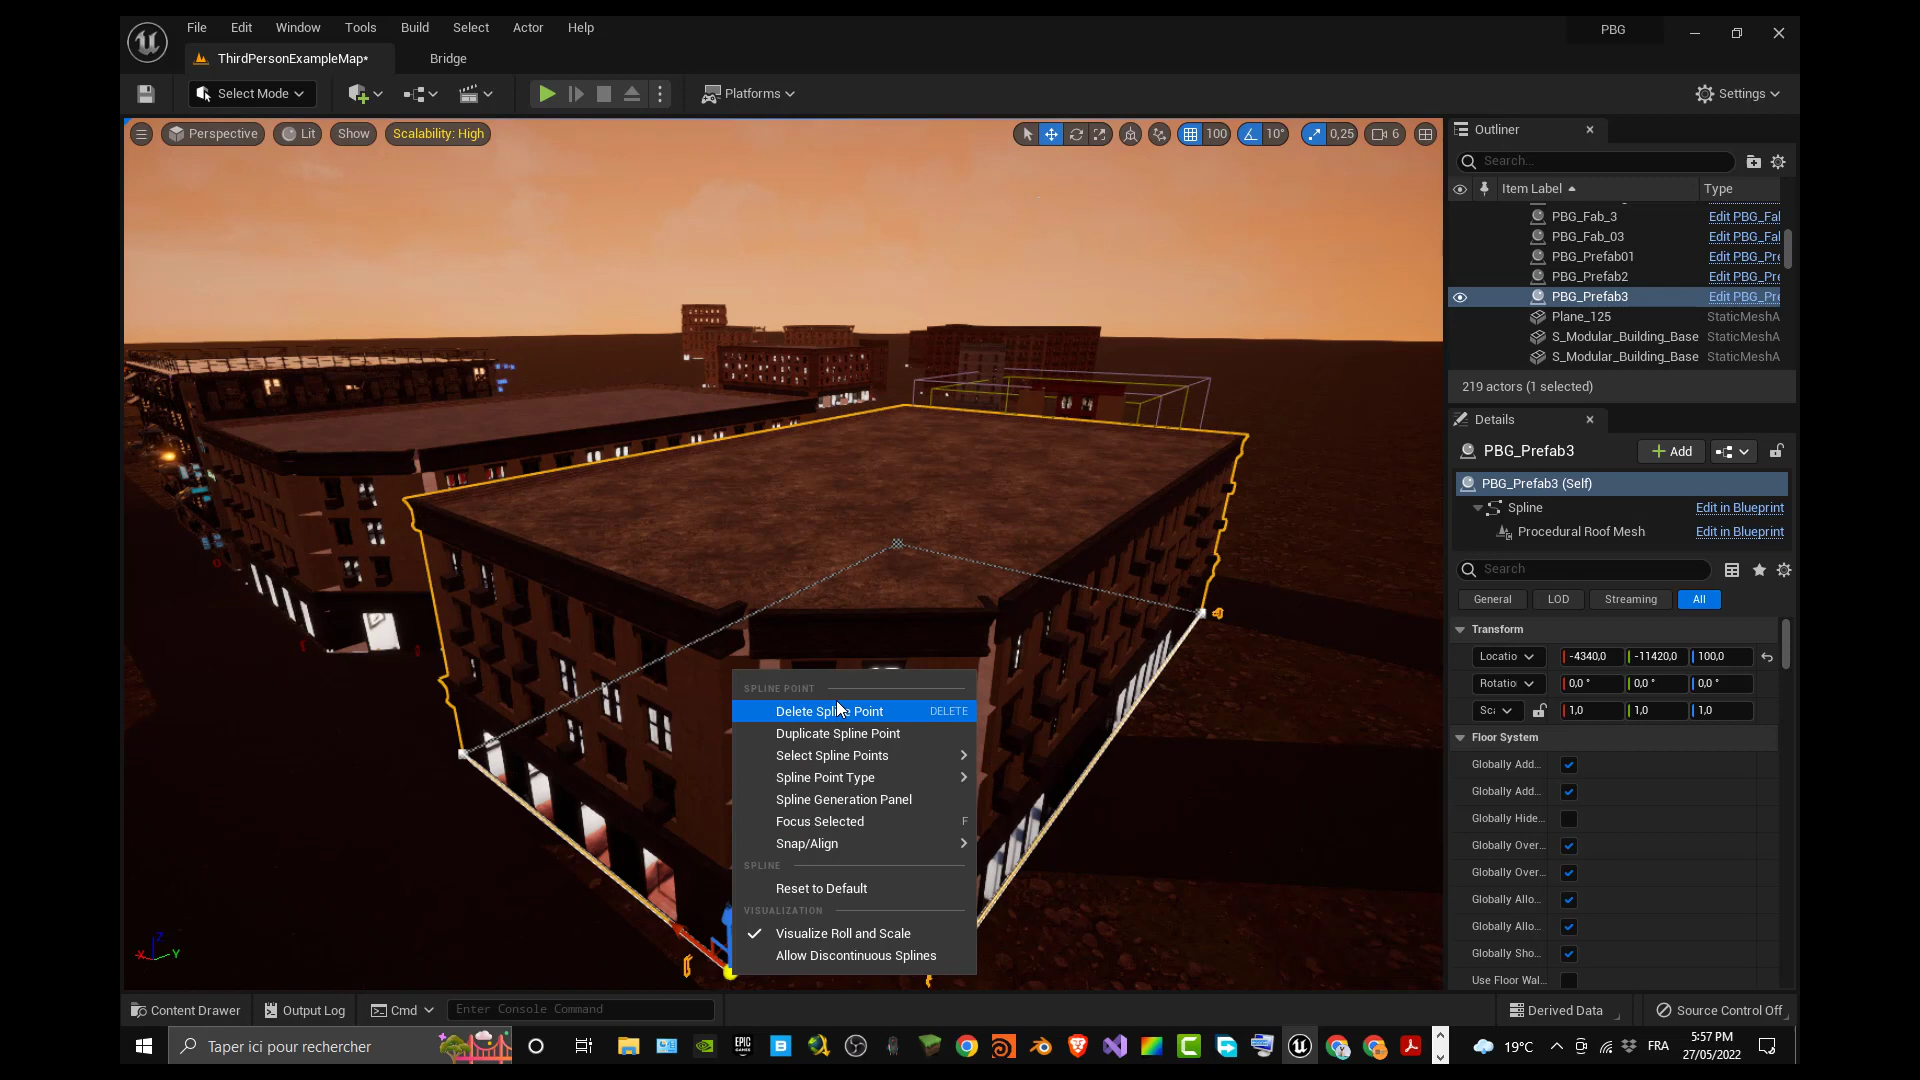 File Edit Window Tools Build Select Actor Help
PBG
ThirdPersonExampleMap*
Bridge
Select Mode
Platforms
Settings
Perspective
Lit
Show
Scalability: High
100
10°
0,25
6
Outliner
Search...
Item Label
Type
PBG_Fab_3 Edit PBG_Fal
PBG_Fab_03 Edit PBG_Fal
PBG_Prefab01 Edit PBG_Pre
PBG_Prefab2 Edit PBG_Pre
PBG_Prefab3 Edit PBG_Pre
Plane_125 StaticMeshA
S_Modular_Building_Base StaticMeshA
S_Modular_Building_Base StaticMeshA
219 actors (1 selected)
Details
PBG_Prefab3
Add
PBG_Prefab3 (Self)
Spline Edit in Blueprint
Procedural Roof Mesh Edit in Blueprint
Search
General LOD Streaming All
Transform
Locatio -4340,0 -11420,0 100,0
Rotatio 0,0 ° 0,0 ° 0,0 °
Sca 1,0 1,0 1,0
Floor System
Globally Add...
Globally Add...
Globally Hide...
Globally Over...
Globally Over...
Globally Allo...
Globally Allo...
Globally Sho...
Use Floor Wal...
SPLINE POINT
Delete Spline Point DELETE
Duplicate Spline Point
Select Spline Points
Spline Point Type
Spline Generation Panel
Focus Selected F
Snap/Align
SPLINE
Reset to Default
VISUALIZATION
Visualize Roll and Scale
Allow Discontinuous Splines
Z
X
Y
Content Drawer
Output Log
Cmd
Enter Console Command
Derived Data
Source Control Off
Taper ici pour rechercher
EPIC GAMES
19°C
FRA
5:57 PM
27/05/2022